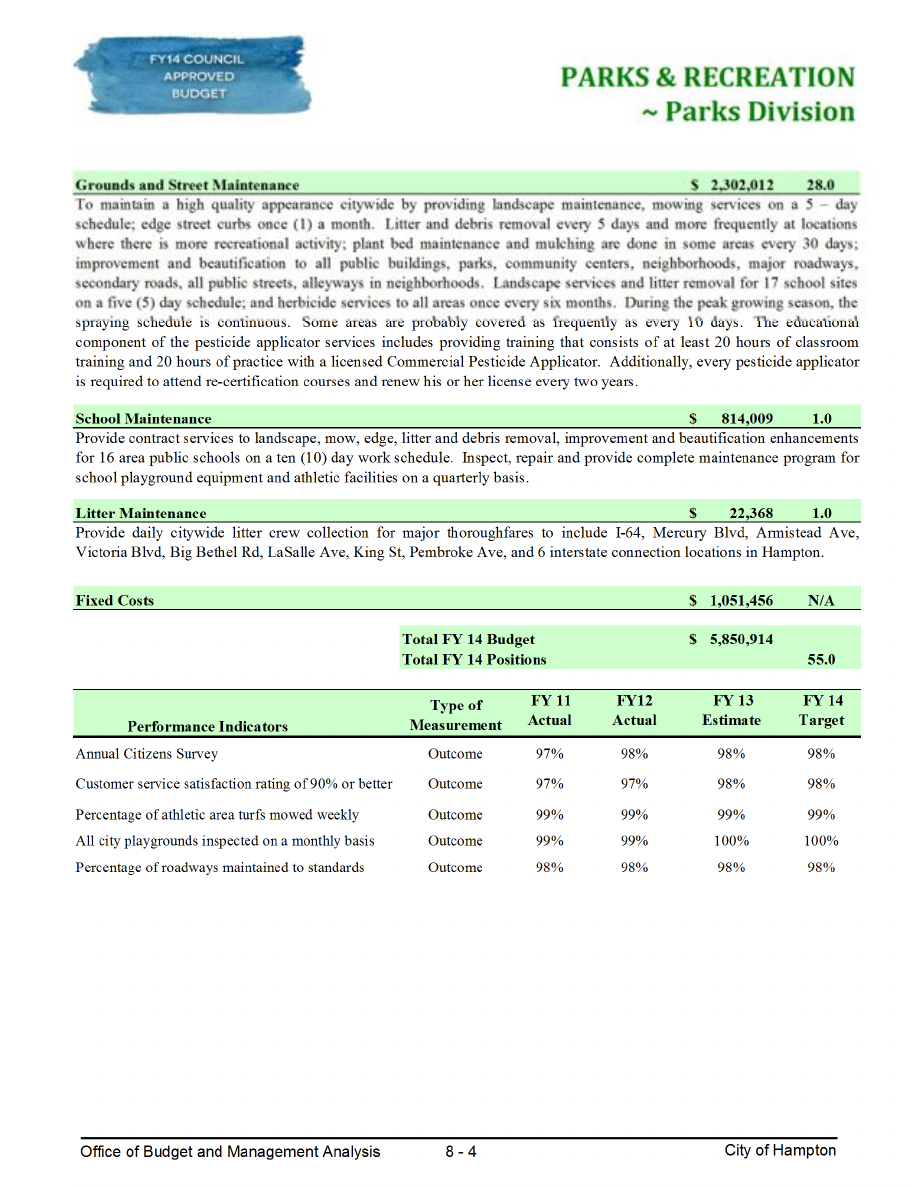 FY14 COUNCIL
APPROVED
BUDGET
PARKS & RECREATION
~ Parks Division
Grounds and Street Maintenance $ 2,302,012 28.0
To maintain a high quality appearance citywide by providing landscape maintenance, mowing services on a 5 – day
schedule; edge street curbs once (1) a month. Litter and debris removal every 5 days and more frequently at locations
where there is more recreational activity; plant bed maintenance and mulching are done in some areas every 30 days;
improvement and beautification to all public buildings, parks, community centers, neighborhoods, major roadways,
secondary roads, all public streets, alleyways in neighborhoods. Landscape services and litter removal for 17 school sites
on a five (5) day schedule; and herbicide services to all areas once every six months. During the peak growing season, the
spraying schedule is continuous. Some areas are probably covered as frequently as every 10 days. The educational
component of the pesticide applicator services includes providing training that consists of at least 20 hours of classroom
training and 20 hours of practice with a licensed Commercial Pesticide Applicator. Additionally, every pesticide applicator
is required to attend re-certification courses and renew his or her license every two years.
School Maintenance $ 814,009 1.0
Provide contract services to landscape, mow, edge, litter and debris removal, improvement and beautification enhancements
for 16 area public schools on a ten (10) day work schedule. Inspect, repair and provide complete maintenance program for
school playground equipment and athletic facilities on a quarterly basis.
Litter Maintenance $ 22,368 1.0
Provide daily citywide litter crew collection for major thoroughfares to include I-64, Mercury Blvd, Armistead Ave,
Victoria Blvd, Big Bethel Rd, LaSalle Ave, King St, Pembroke Ave, and 6 interstate connection locations in Hampton.
Fixed Costs $ 1,051,456 N/A
Total FY 14 Budget $ 5,850,914
Total FY 14 Positions 55.0
Performance Indicators Type of Measurement FY 11 Actual FY12 Actual FY 13 Estimate FY 14 Target
Annual Citizens Survey Outcome 97% 98% 98% 98%
Customer service satisfaction rating of 90% or better Outcome 97% 97% 98% 98%
Percentage of athletic area turfs mowed weekly Outcome 99% 99% 99% 99%
All city playgrounds inspected on a monthly basis Outcome 99% 99% 100% 100%
Percentage of roadways maintained to standards Outcome 98% 98% 98% 98%
Office of Budget and Management Analysis 8 - 4 City of Hampton